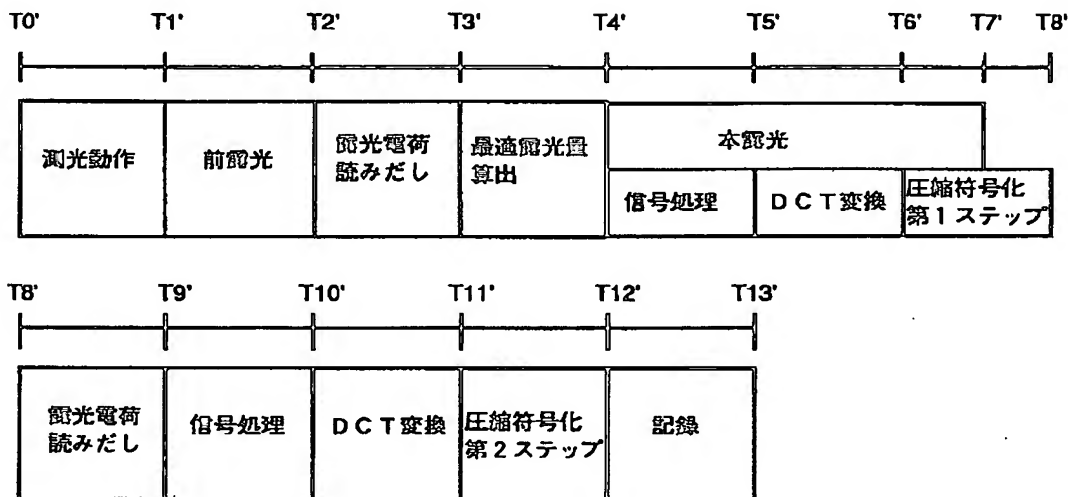 T0' T1' T2' T3' T4' T5' T6' T7' T8'
測光動作
前露光
露光電荷
読みだし
最適露光量
算出
本露光
信号処理
DCT変換
圧縮符号化
第1ステップ
T8' T9' T10' T11' T12' T13'
露光電荷
読みだし
信号処理
DCT変換
圧縮符号化
第2ステップ
記録